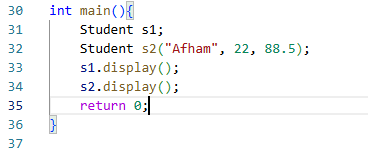 30 int main(){
31     Student s1;
32     Student s2("Afham", 22, 88.5);
33     s1.display();
34     s2.display();
35     return 0;
36 }
37